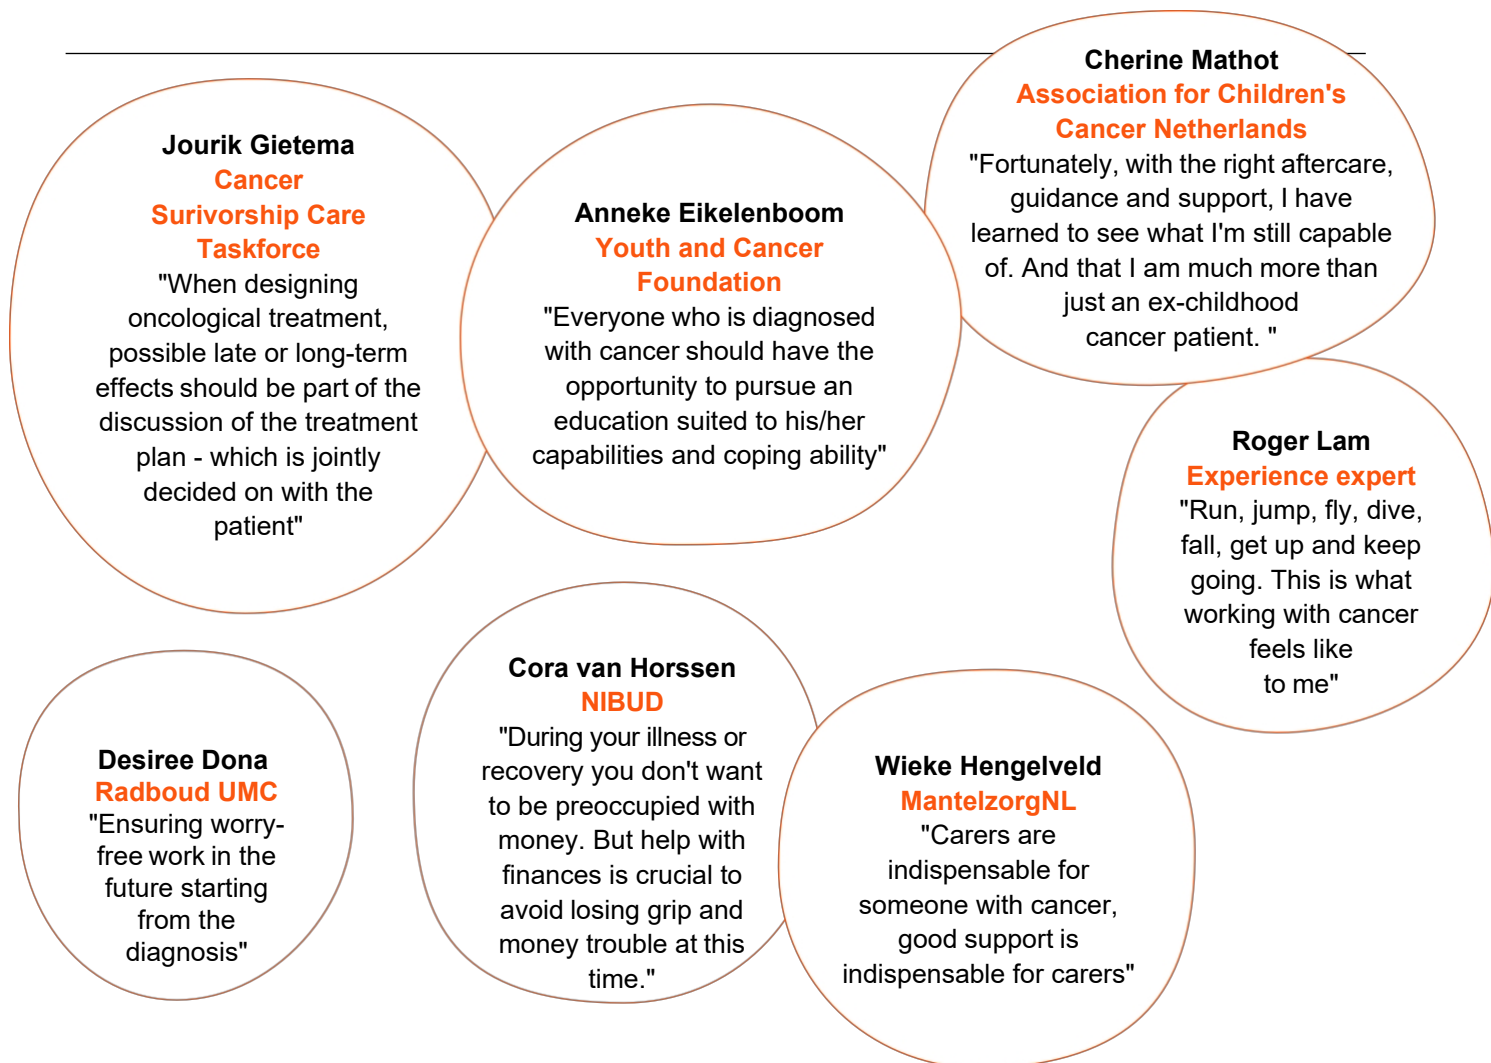 Jourik Gietema
Cancer
Surivorship Care
Taskforce
"When designing
oncological treatment,
possible late or long-term
effects should be part of the
discussion of the treatment
plan - which is jointly
decided on with the
patient"
Anneke Eikelenboom
Youth and Cancer
Foundation
"Everyone who is diagnosed
with cancer should have the
opportunity to pursue an
education suited to his/her
capabilities and coping ability"
Cherine Mathot
Association for Children's
Cancer Netherlands
"Fortunately, with the right aftercare,
guidance and support, I have
learned to see what I'm still capable
of. And that I am much more than
just an ex-childhood
cancer patient. "
Roger Lam
Experience expert
"Run, jump, fly, dive,
fall, get up and keep
going. This is what
working with cancer
feels like
to me"
Desiree Dona
Radboud UMC
"Ensuring worry-
free work in the
future starting
from the
diagnosis"
Cora van Horssen
NIBUD
"During your illness or
recovery you don't want
to be preoccupied with
money. But help with
finances is crucial to
avoid losing grip and
money trouble at this
time."
Wieke Hengelveld
MantelzorgNL
"Carers are
indispensable for
someone with cancer,
good support is
indispensable for carers"